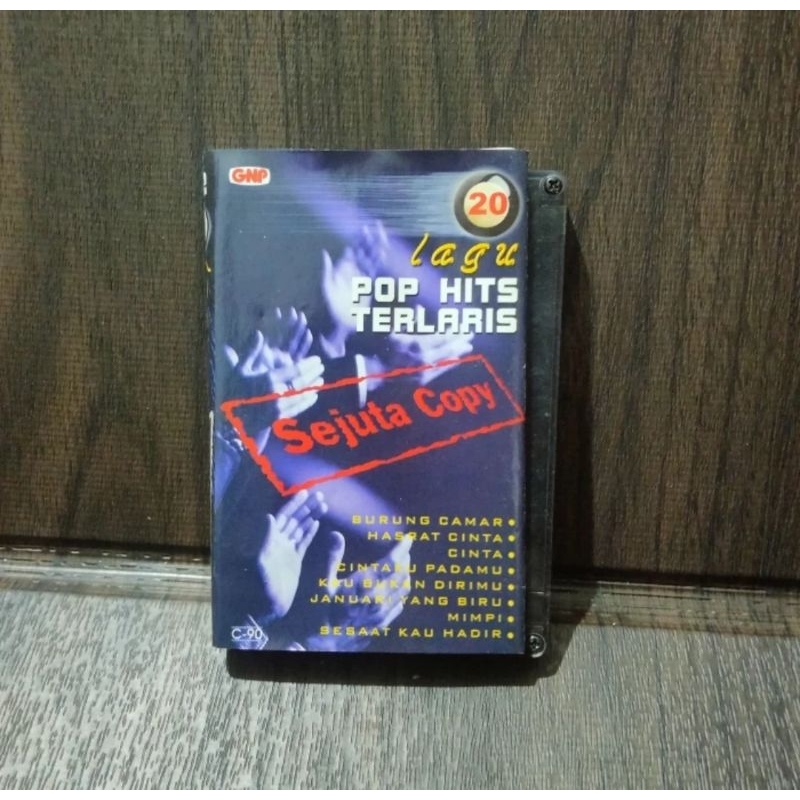 GNP
20
lagu
POP HITS
TERLARIS
Sejuta Copy
BURUNG CAMAR
HASRAT CINTA
CINTA
CINTAKU PADAMU
KAU BUKAN DIRIMU
JANUARI YANG BIRU
MIMPI
SESAAT KAU HADIR
C-90